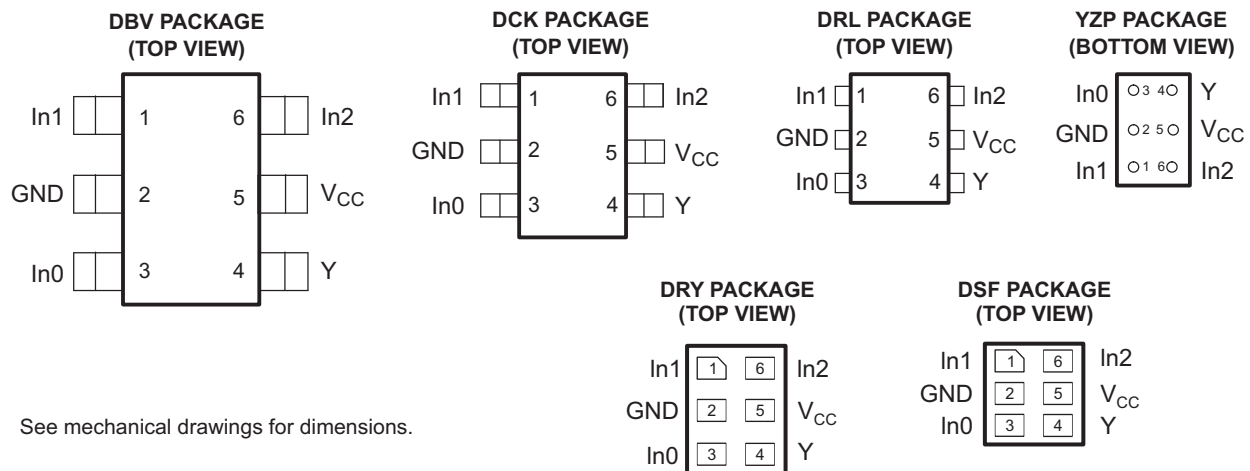 DBV PACKAGE
(TOP VIEW)
In1 1 6 In2
GND 2 5 VCC
In0 3 4 Y
DCK PACKAGE
(TOP VIEW)
In1 1 6 In2
GND 2 5 VCC
In0 3 4 Y
DRL PACKAGE
(TOP VIEW)
In1 1 6 In2
GND 2 5 VCC
In0 3 4 Y
YZP PACKAGE
(BOTTOM VIEW)
In0 3 4 Y
GND 2 5 VCC
In1 1 6 In2
DRY PACKAGE
(TOP VIEW)
In1 1 6 In2
GND 2 5 VCC
In0 3 4 Y
DSF PACKAGE
(TOP VIEW)
In1 1 6 In2
GND 2 5 VCC
In0 3 4 Y
See mechanical drawings for dimensions.